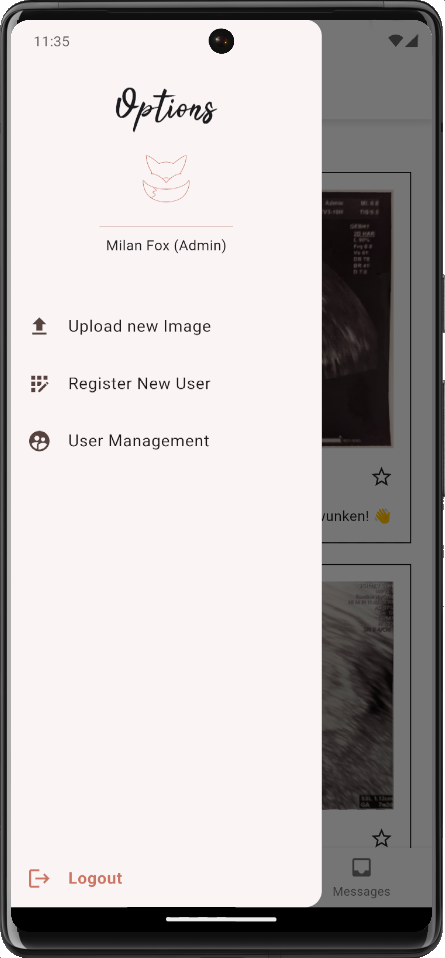 11:35
Options
Milan Fox (Admin)
Upload new Image
Register New User
User Management
wunken! 👋
Logout
Messages